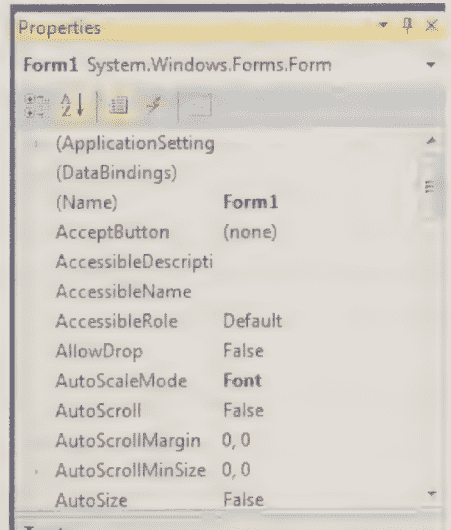 Properties
Form1 System.Windows.Forms.Form
(ApplicationSetting
(DataBindings)
(Name) Form1
AcceptButton (none)
AccessibleDescripti
AccessibleName
AccessibleRole Default
AllowDrop False
AutoScaleMode Font
AutoScroll False
AutoScrollMargin 0, 0
AutoScrollMinSize 0, 0
AutoSize False